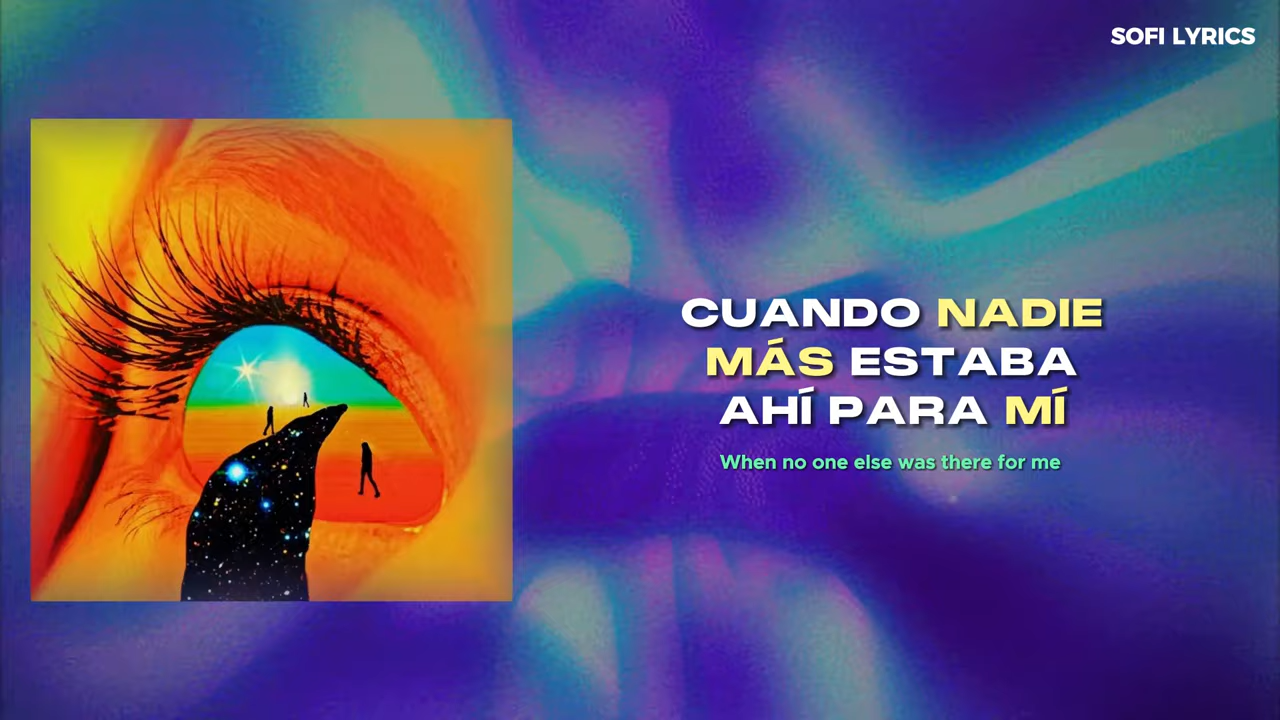 SOFI LYRICS
CUANDO NADIE
MÁS ESTABA
AHÍ PARA MÍ
When no one else was there for me